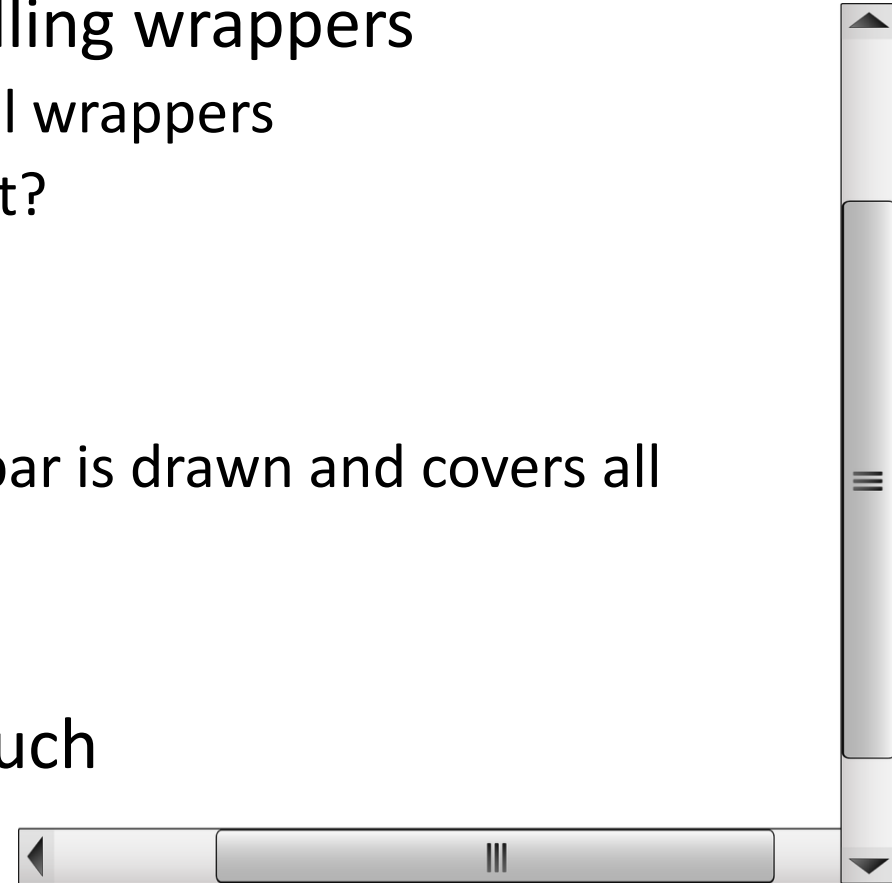 lling wrappers
l wrappers
t?
bar is drawn and covers all
uch